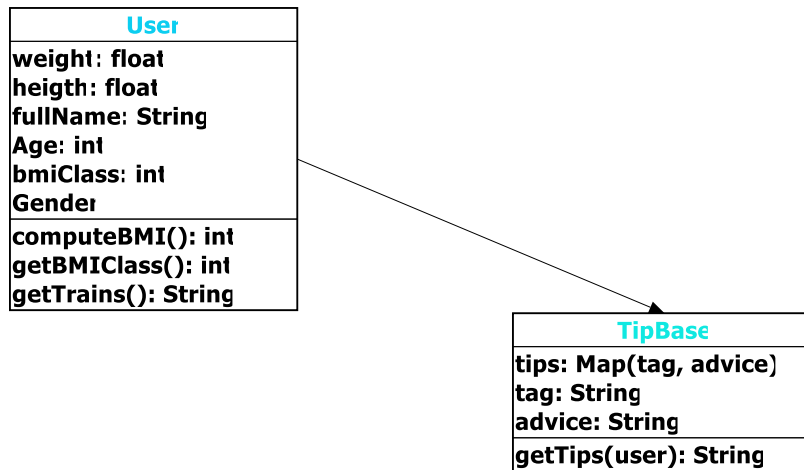 User
weight: float
heigth: float
fullName: String
Age: int
bmiClass: int
Gender
computeBMI(): int
getBMIClass(): int
getTrains(): String
TipBase
tips: Map(tag, advice)
tag: String
advice: String
getTips(user): String